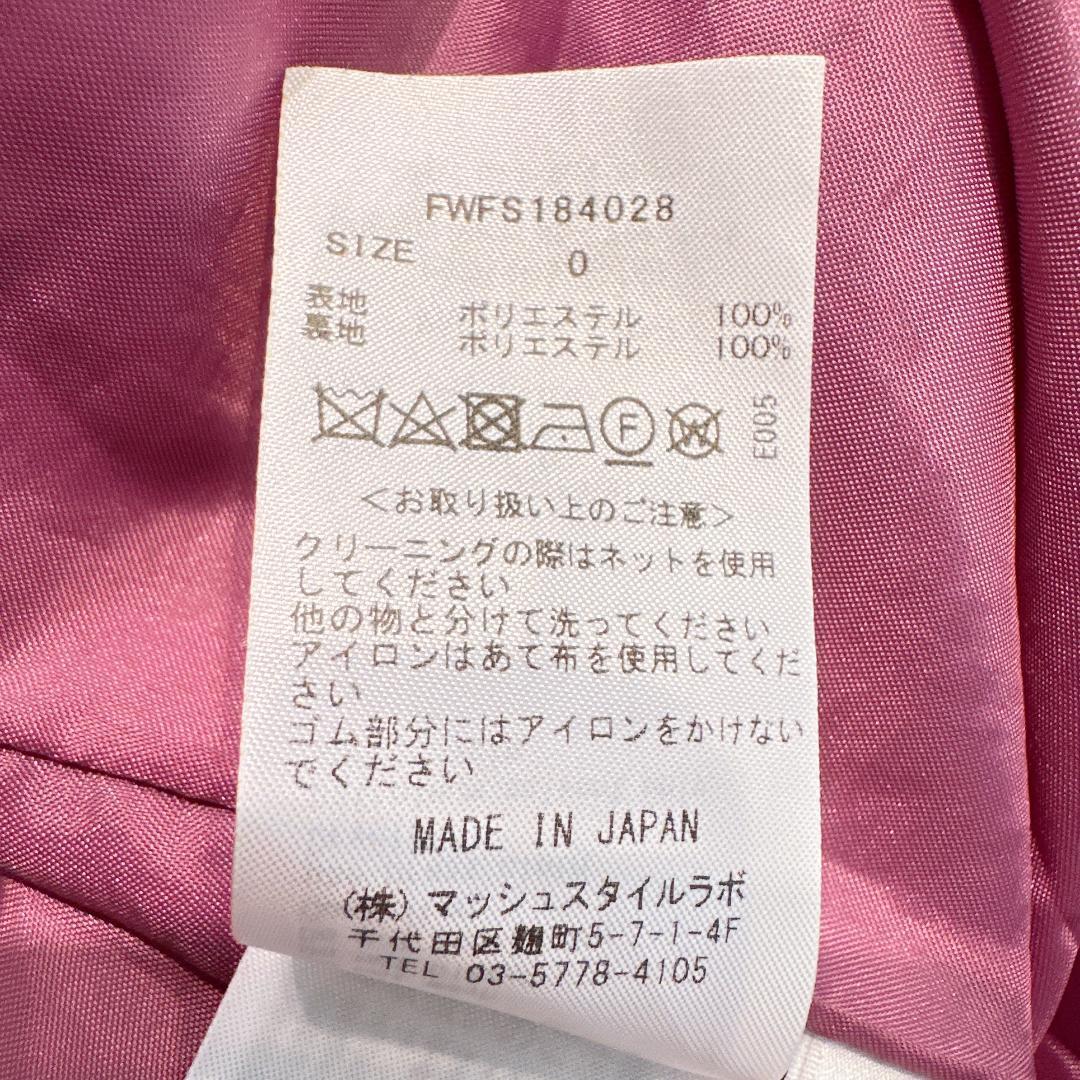 FWFS184028
SIZE 0
表地 ポリエステル 100%
裏地 ポリエステル 100%
F W E005
＜お取り扱い上のご注意＞
クリーニングの際はネットを使用
してください
他の物と分けて洗ってください
アイロンはあて布を使用してくだ
さい
ゴム部分にはアイロンをかけない
でください
MADE IN JAPAN
(株) マッシュスタイルラボ
千代田区麹町5-7-1-4F
TEL 03-5778-4105